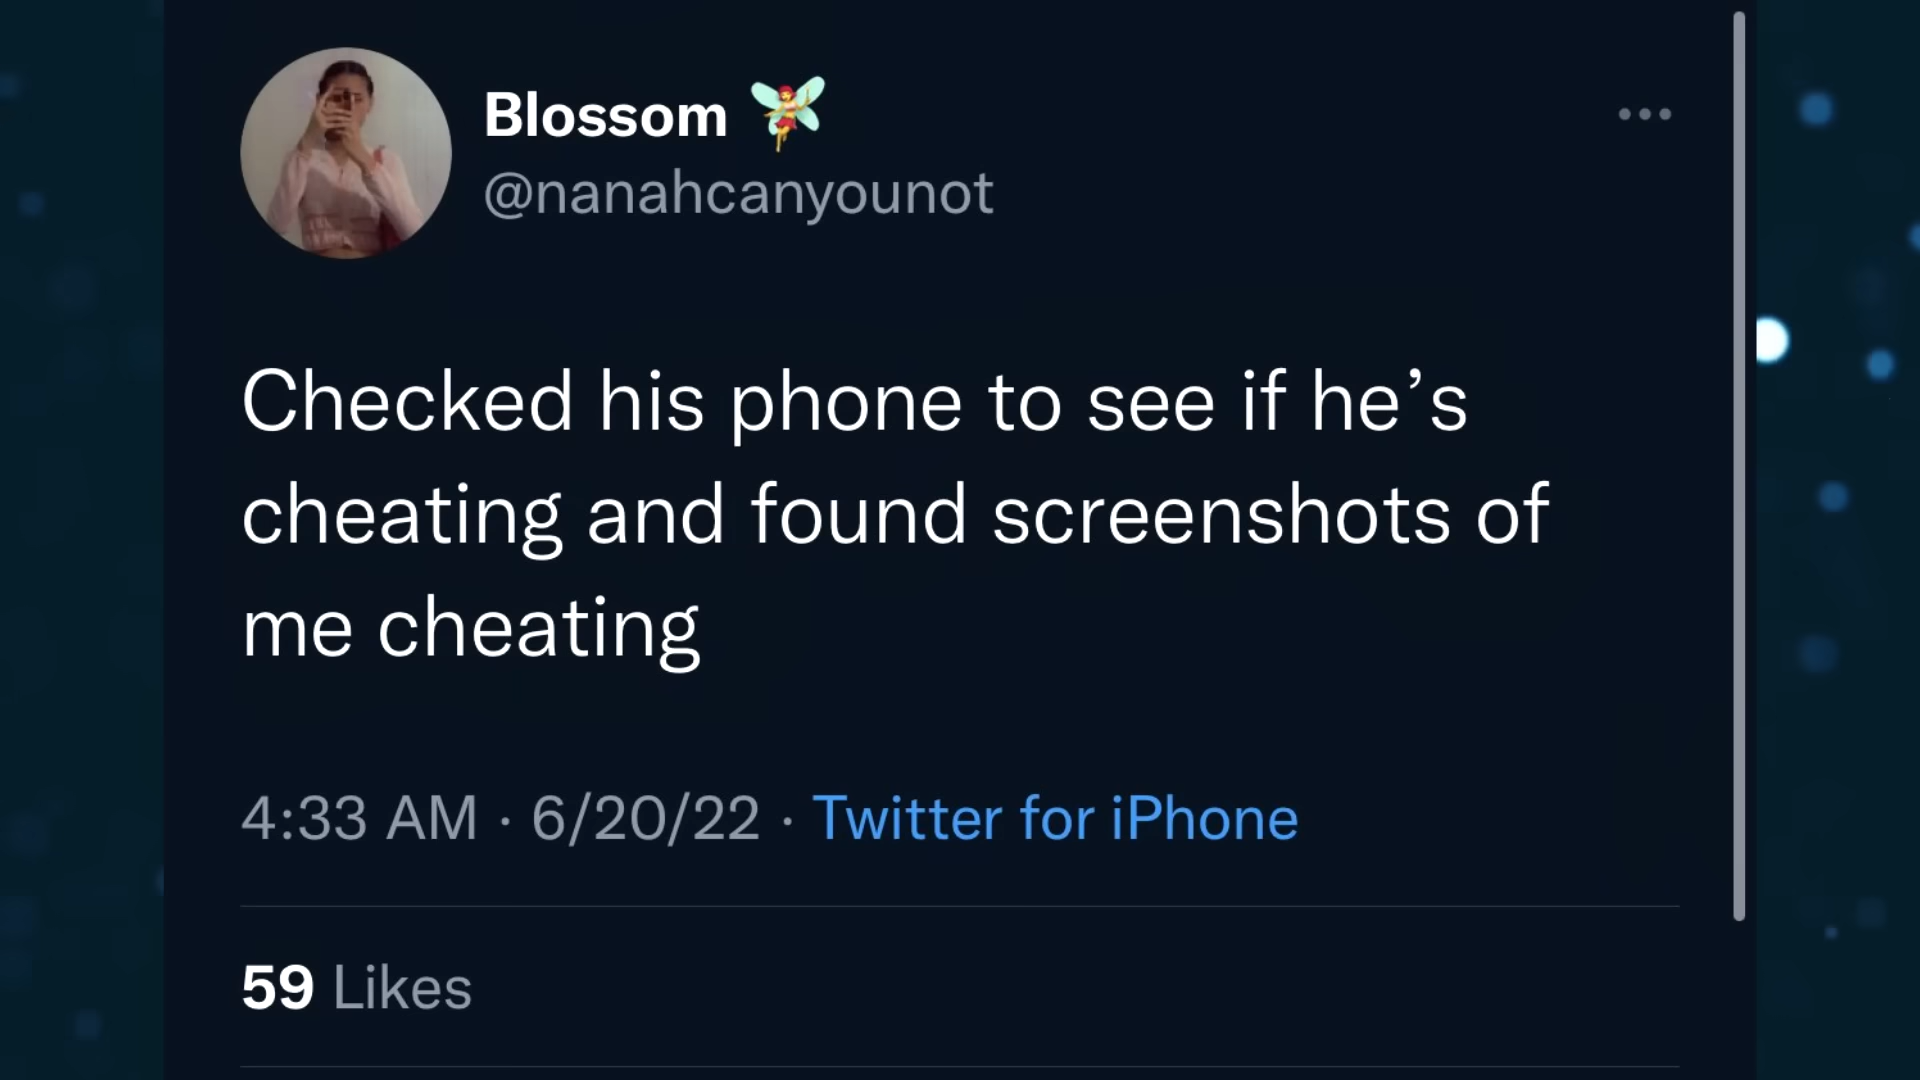 Blossom 🧚
@nanahcanyounot
Checked his phone to see if he’s
cheating and found screenshots of
me cheating
4:33 AM · 6/20/22 · Twitter for iPhone
59 Likes